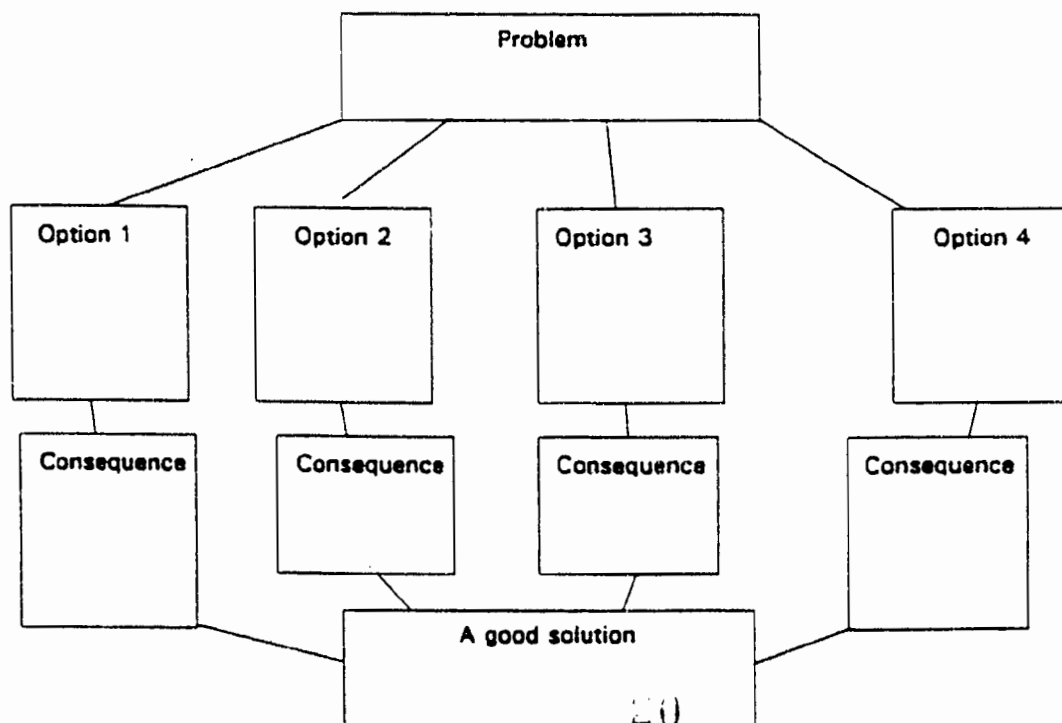 Problem
Option 1
Option 2
Option 3
Option 4
Consequence
Consequence
Consequence
Consequence
A good solution